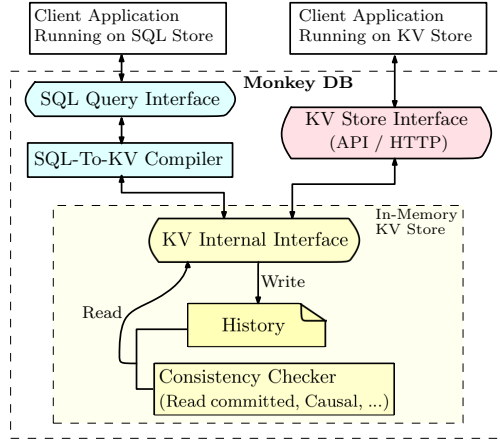 Client Application
Running on SQL Store
Client Application
Running on KV Store
Monkey DB
SQL Query Interface
KV Store Interface
(API / HTTP)
SQL-To-KV Compiler
In-Memory
KV Store
KV Internal Interface
Write
Read
History
Consistency Checker
(Read committed, Causal, ...)